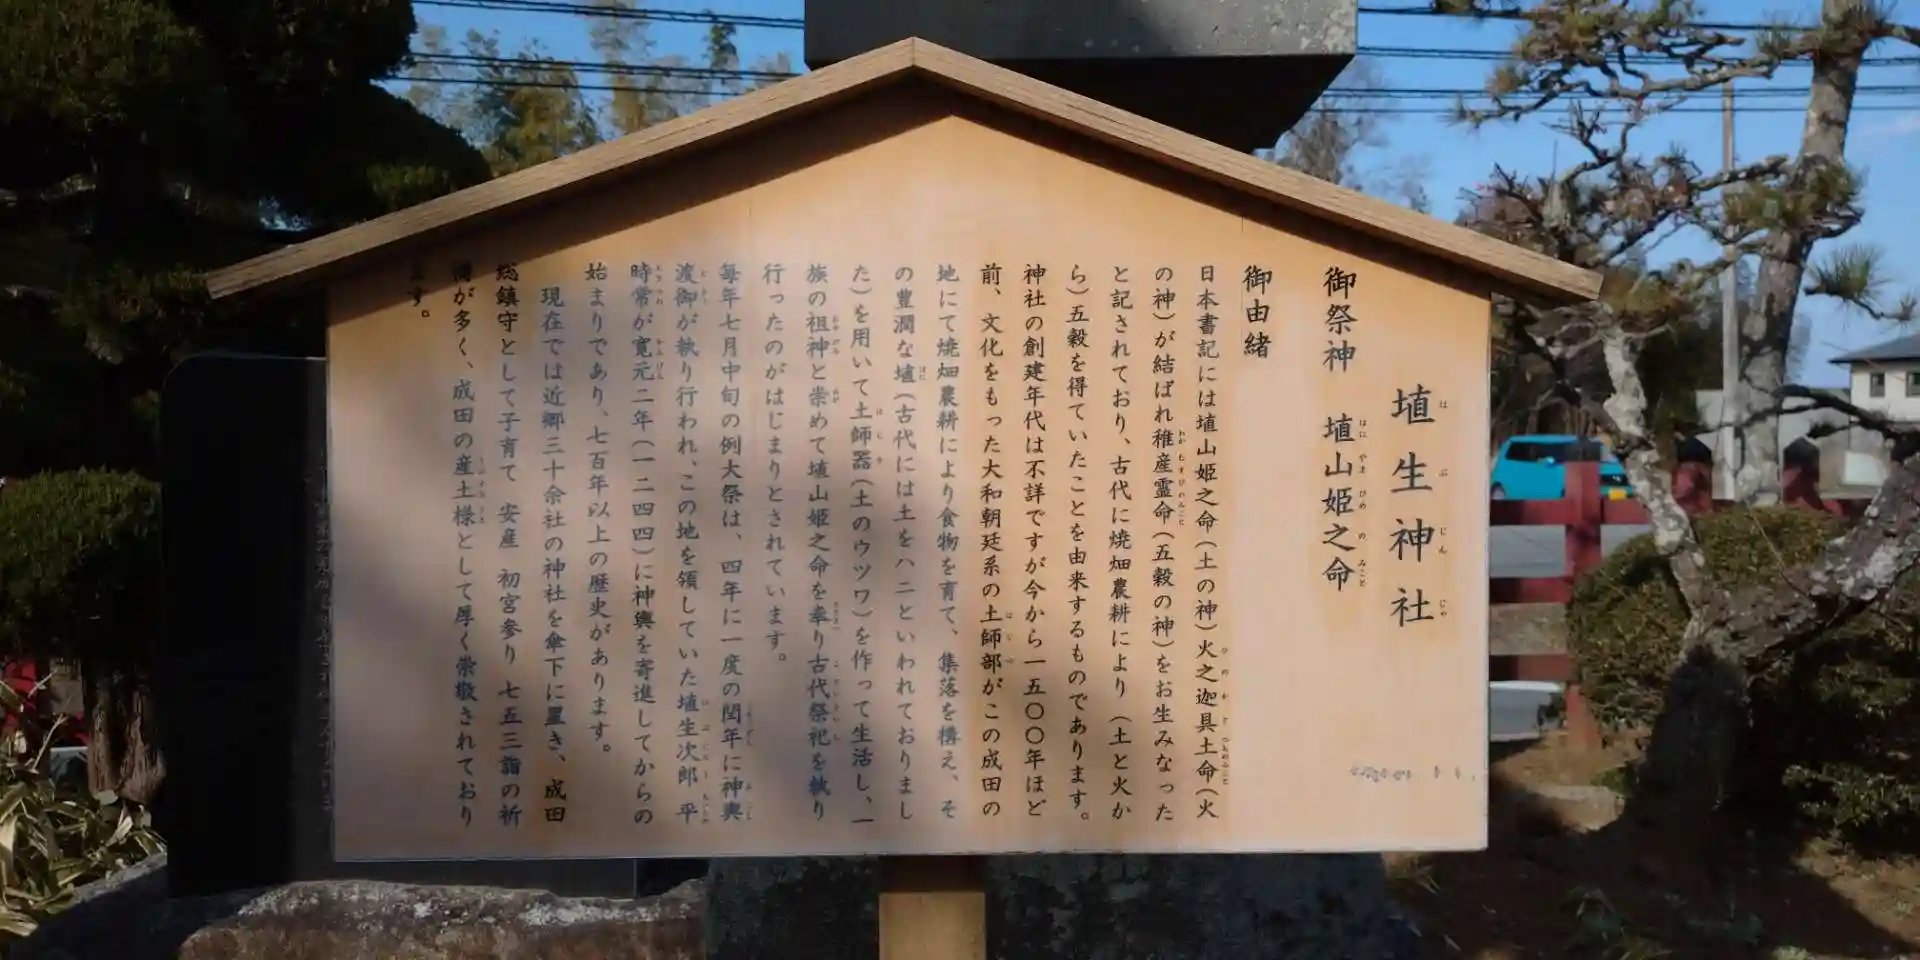 埴生神社
御祭神 埴山姫之命
御由緒
日本書記には埴山姫之命(土の神)火之迦具土命(火
の神)が結ばれ稚産霊命(五穀の神)をお生みなった
と記されており、古代に焼畑農耕により(土と火か
ら)五穀を得ていたことを由来するものであります。
神社の創建年代は不詳ですが今から一五〇〇年ほど
前、文化をもった大和朝廷系の土師部がこの成田の
地にて焼畑農耕により食物を育て、集落を構え、そ
の豊潤な埴(古代には土をハニといわれておりまし
た)を用いて土師器(土のウツワ)を作って生活し、一
族の祖神と崇めて埴山姫之命を奉り古代祭祀を執り
行ったのがはじまりとされています。
毎年七月中旬の例大祭は、四年に一度の閏年に神輿
渡御が執り行われ、この地を領していた埴生次郎 平
時常が寛元二年(一二四四)に神輿を寄進してからの
始まりであり、七百年以上の歴史があります。
現在では近郷三十余社の神社を傘下に置き、成田
総鎮守として子育て 安産 初宮参り 七五三詣の祈
が多く、成田の産土様として厚く崇敬されており
ます。